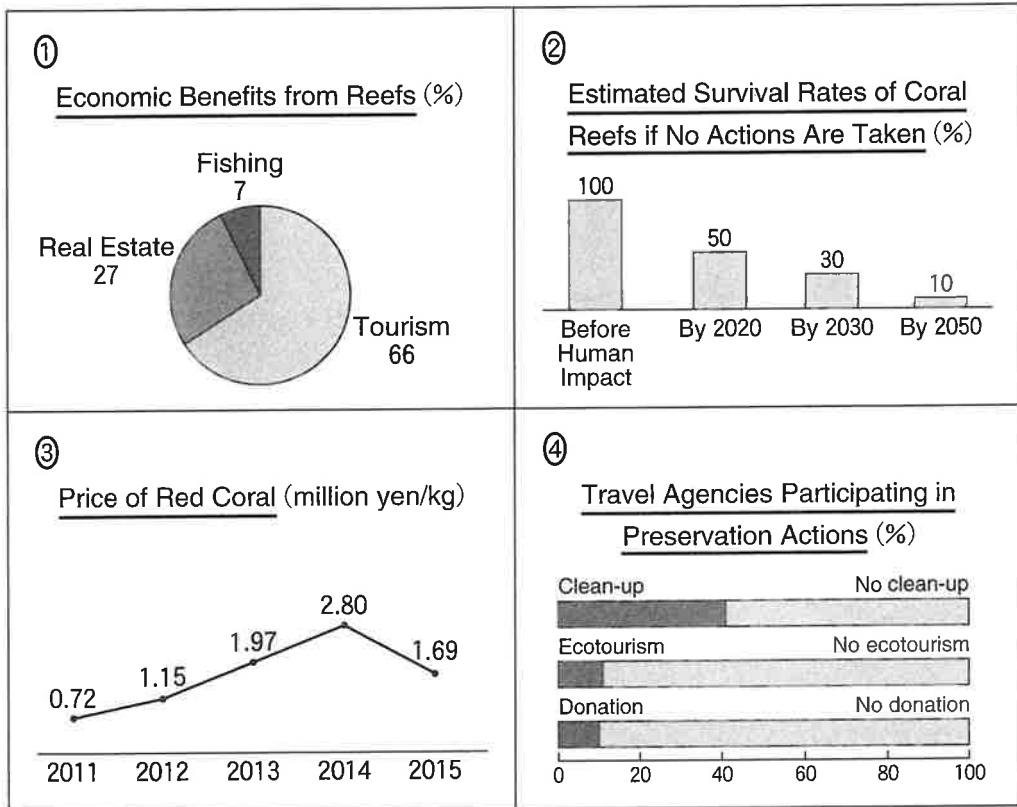 ①
Economic Benefits from Reefs (%)
Fishing
7
Real Estate
27
Tourism
66
②
Estimated Survival Rates of Coral
Reefs if No Actions Are Taken (%)
100
50
30
10
Before
Human
Impact
By 2020
By 2030
By 2050
③
Price of Red Coral (million yen/kg)
0.72
1.15
1.97
2.80
1.69
2011 2012 2013 2014 2015
④
Travel Agencies Participating in
Preservation Actions (%)
Clean-up No clean-up
Ecotourism No ecotourism
Donation No donation
0 20 40 60 80 100